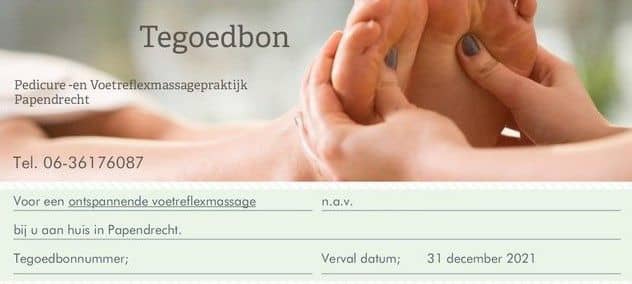 Tegoedbon
Pedicure -en Voetreflexmassagepraktijk
Papendrecht
Tel. 06-36176087
Voor een ontspannende voetreflexmassage
n.a.v.
bij u aan huis in Papendrecht.
Tegoedbonnummer;
Verval datum; 31 december 2021